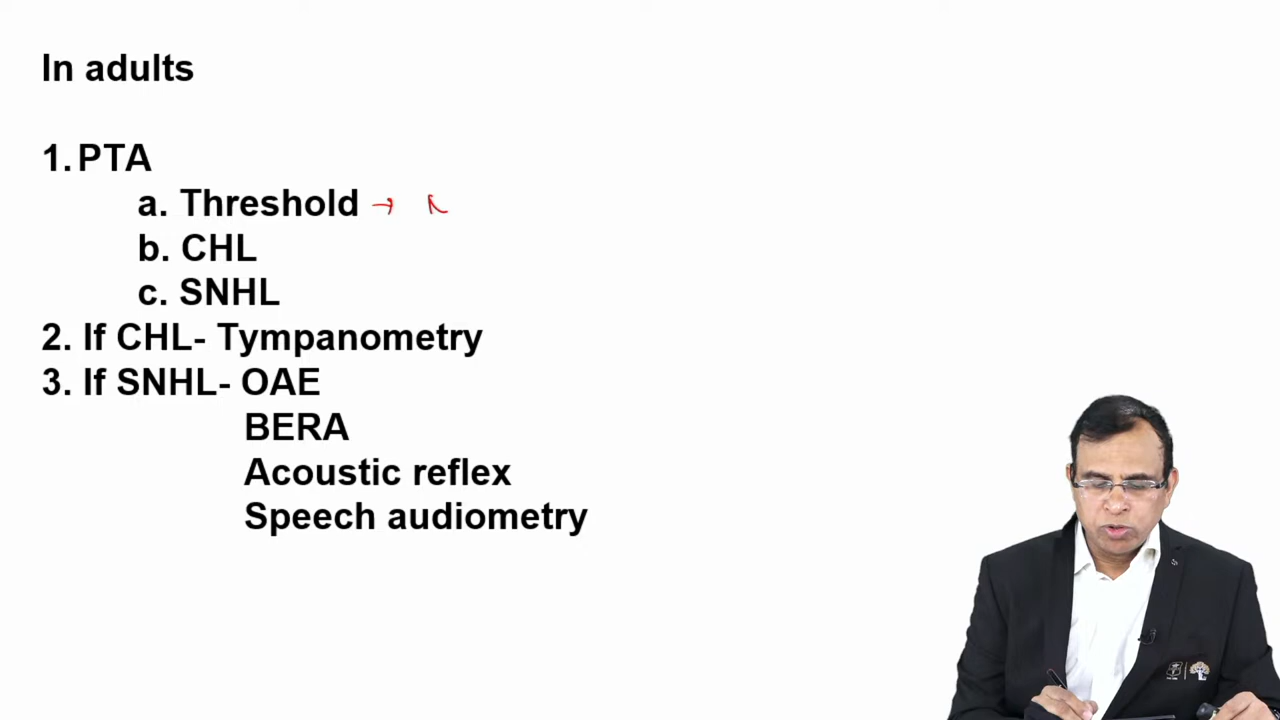 In adults
1. PTA
a. Threshold →
b. CHL
c. SNHL
2. If CHL- Tympanometry
3. If SNHL- OAE
BERA
Acoustic reflex
Speech audiometry